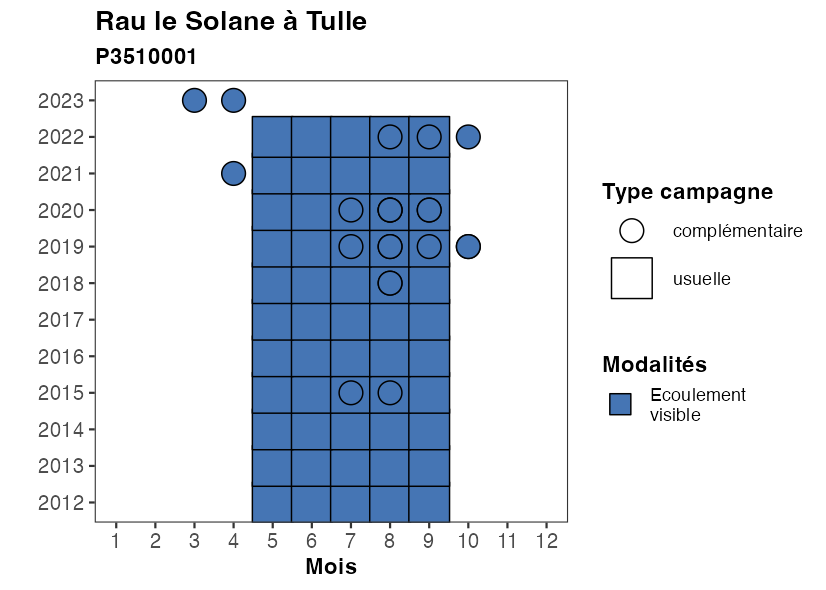 Rau le Solane à Tulle
P3510001
2023
2022
2021
2020
2019
2018
2017
2016
2015
2014
2013
2012
1 2 3 4 5 6 7 8 9 10 11 12
Mois
Type campagne
complémentaire
usuelle
Modalités
Ecoulement
visible